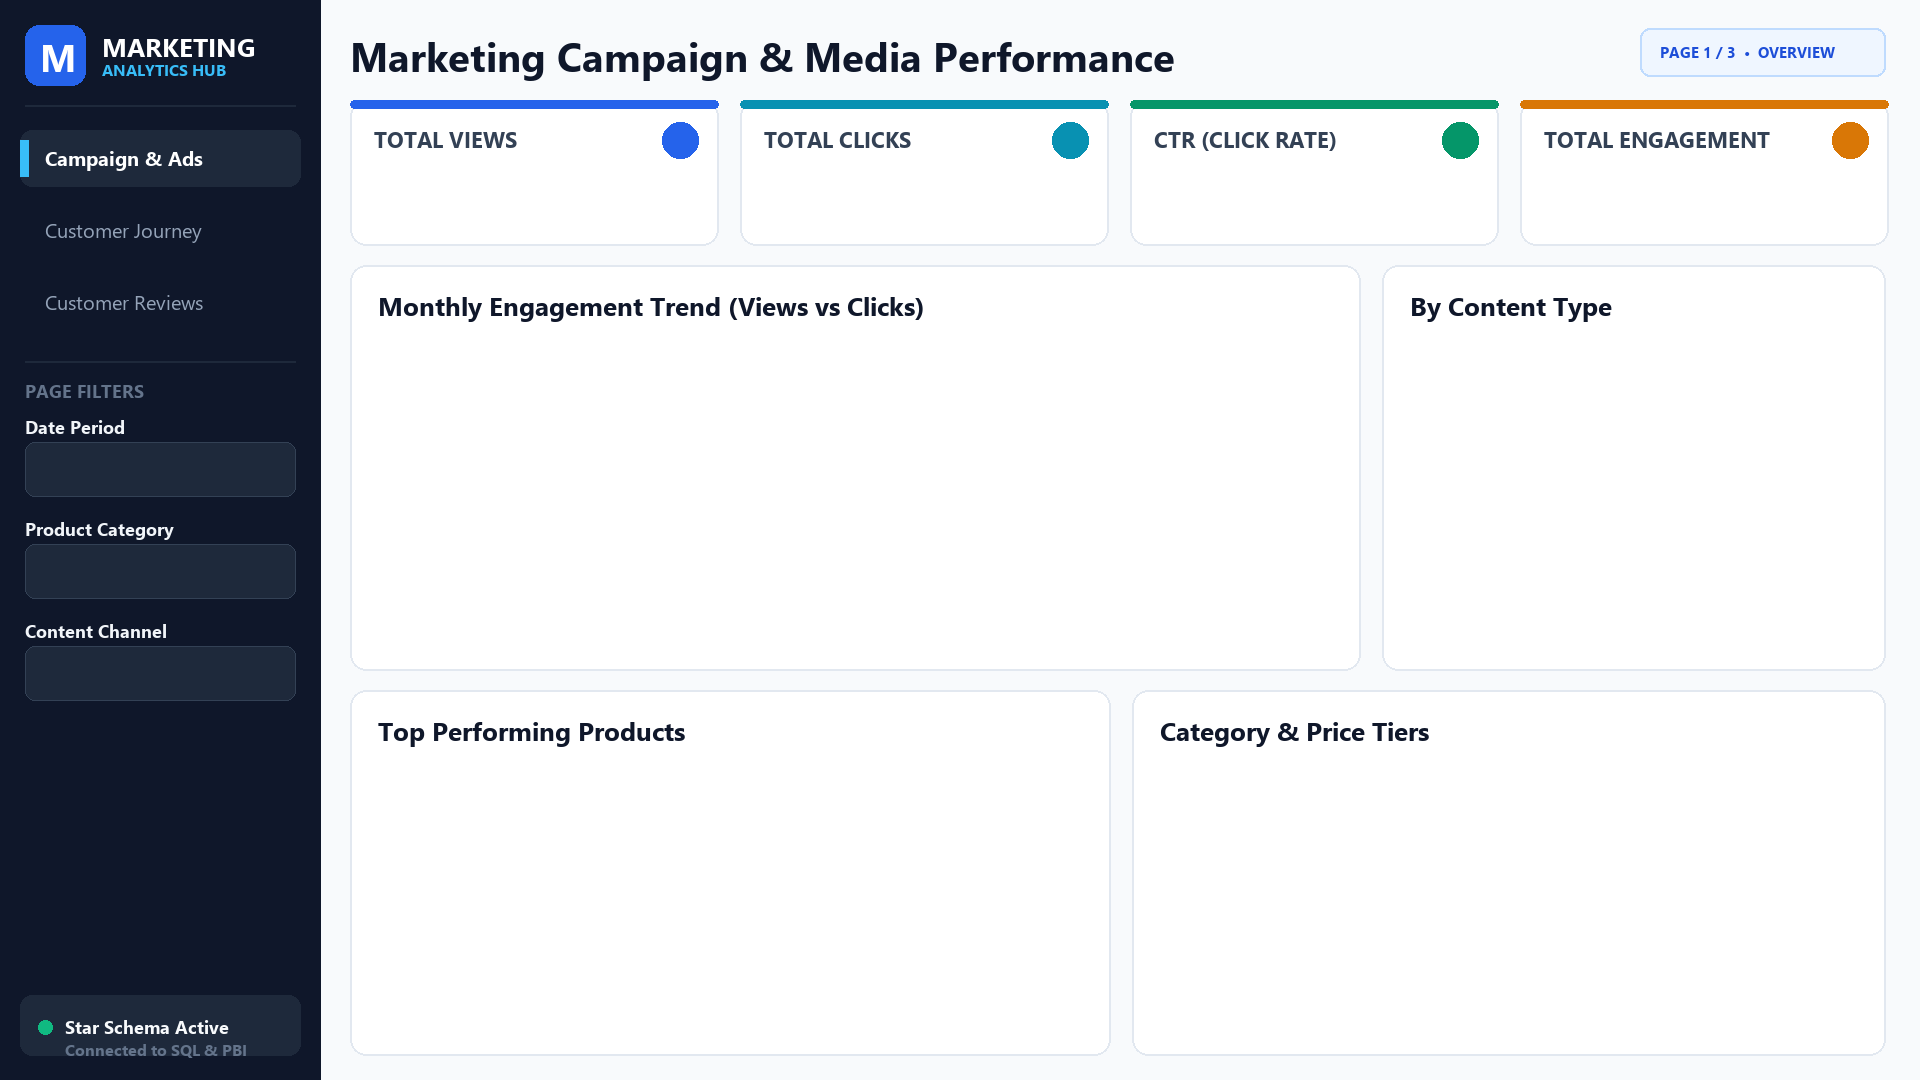 M
MARKETING
ANALYTICS HUB
Campaign & Ads
Customer Journey
Customer Reviews
PAGE FILTERS
Date Period
Product Category
Content Channel
Star Schema Active
Connected to SQL & PBI
Marketing Campaign & Media Performance
PAGE 1 / 3 • OVERVIEW
TOTAL VIEWS
TOTAL CLICKS
CTR (CLICK RATE)
TOTAL ENGAGEMENT
Monthly Engagement Trend (Views vs Clicks)
By Content Type
Top Performing Products
Category & Price Tiers